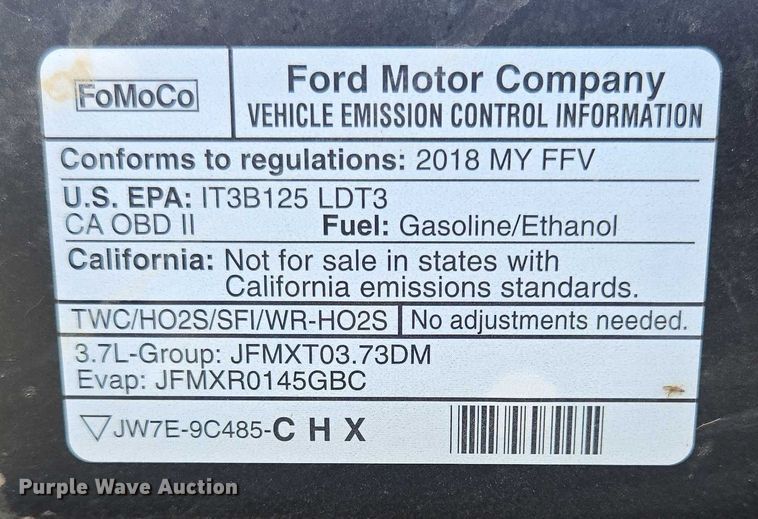 FoMoCo
Ford Motor Company
VEHICLE EMISSION CONTROL INFORMATION
Conforms to regulations: 2018 MY FFV
U.S. EPA: IT3B125 LDT3
CA OBD II Fuel: Gasoline/Ethanol
California: Not for sale in states with
California emissions standards.
TWC/HO2S/SFI/WR-HO2S No adjustments needed.
3.7L-Group: JFMXT03.73DM
Evap: JFMXR0145GBC
JW7E-9C485-C H X
Purple Wave Auction